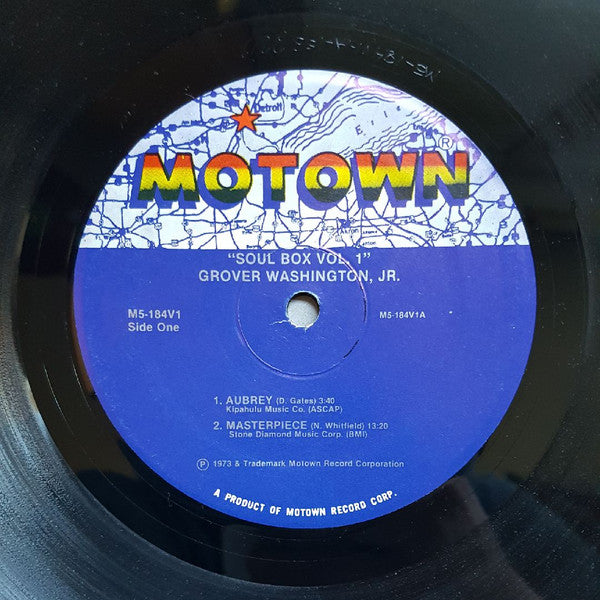 Detroit
Erie
MOTOWN®
Akron
"SOUL BOX VOL. 1"
GROVER WASHINGTON, JR.
M5-184V1
Side One
M5-184V1A
1. AUBREY (D. Gates) 3:40
Kipahulu Music Co. (ASCAP)
2. MASTERPIECE (N. Whitfield) 13:20
Stone Diamond Music Corp. (BMI)
Ⓟ 1973 & Trademark Motown Record Corporation
A PRODUCT OF MOTOWN RECORD CORP.